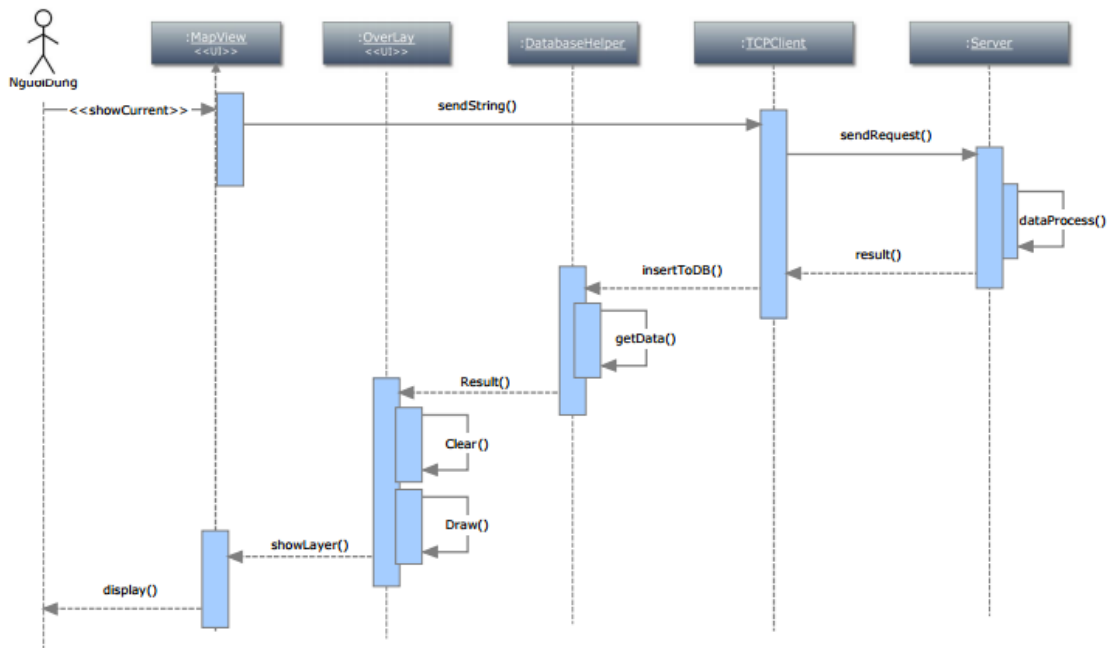 :MapView
<<UI>>
:OverLay
<<UI>>
:DatabaseHelper
:TCPClient
:Server
NguoiDung
<<showCurrent>>
sendString()
sendRequest()
dataProcess()
result()
insertToDB()
getData()
Result()
Clear()
Draw()
showLayer()
display()